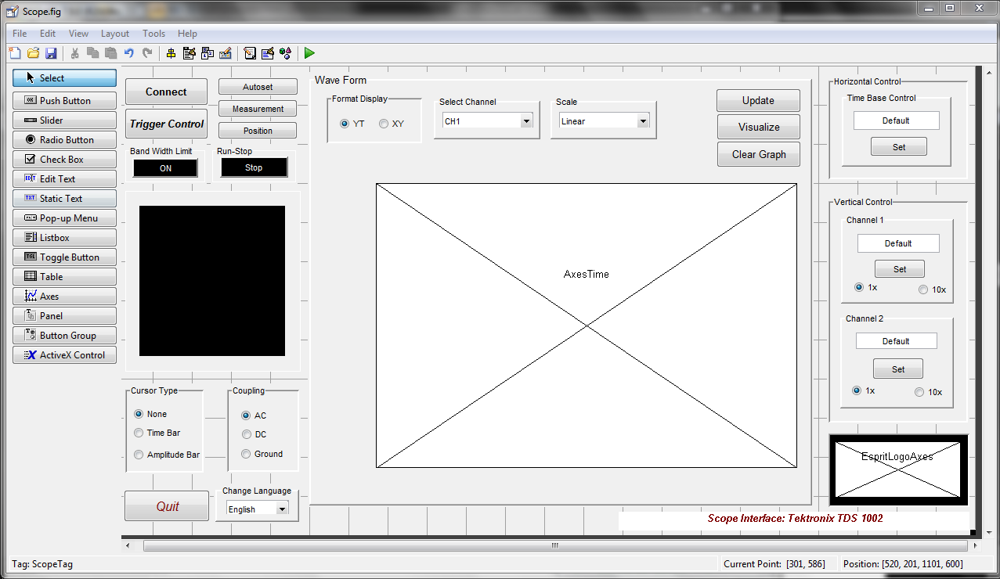 Scope.fig
File Edit View Layout Tools Help
Select
Push Button
Slider
Radio Button
Check Box
Edit Text
Static Text
Pop-up Menu
Listbox
Toggle Button
Table
Axes
Panel
Button Group
ActiveX Control
Connect
Autoset
Trigger Control
Measurement
Position
Band Width Limit
ON
Run-Stop
Stop
Cursor Type
None
Time Bar
Amplitude Bar
Coupling
AC
DC
Ground
Quit
Change Language
English
Wave Form
Format Display
YT XY
Select Channel
CH1
Scale
Linear
Update
Visualize
Clear Graph
AxesTime
Horizontal Control
Time Base Control
Default
Set
Vertical Control
Channel 1
Default
Set
1x 10x
Channel 2
Default
Set
1x 10x
EspritLogoAxes
Scope Interface: Tektronix TDS 1002
Tag: ScopeTag
Current Point: [301, 586]
Position: [520, 201, 1101, 600]